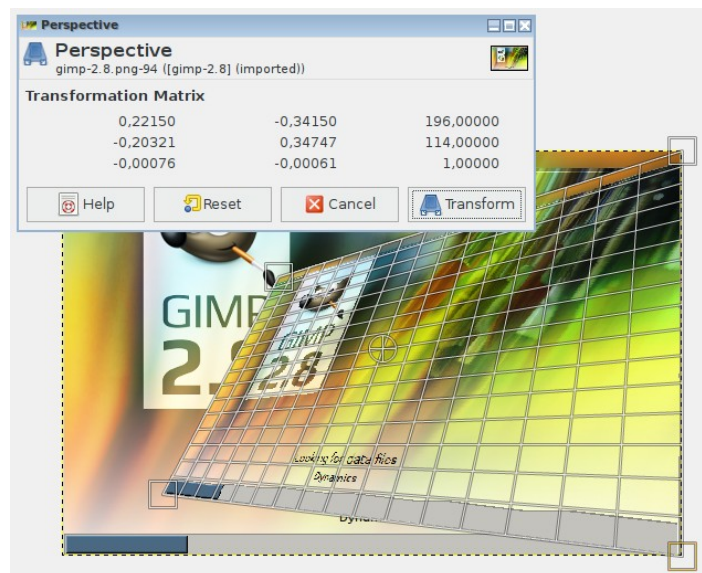 Perspective
Perspective
gimp-2.8.png-94 ([gimp-2.8] (imported))
Transformation Matrix
0,22150 -0,34150 196,00000
-0,20321 0,34747 114,00000
-0,00076 -0,00061 1,00000
Help Reset Cancel Transform
GIMP
GIMP
2.8
2.8
Looking for data files
Dynamics